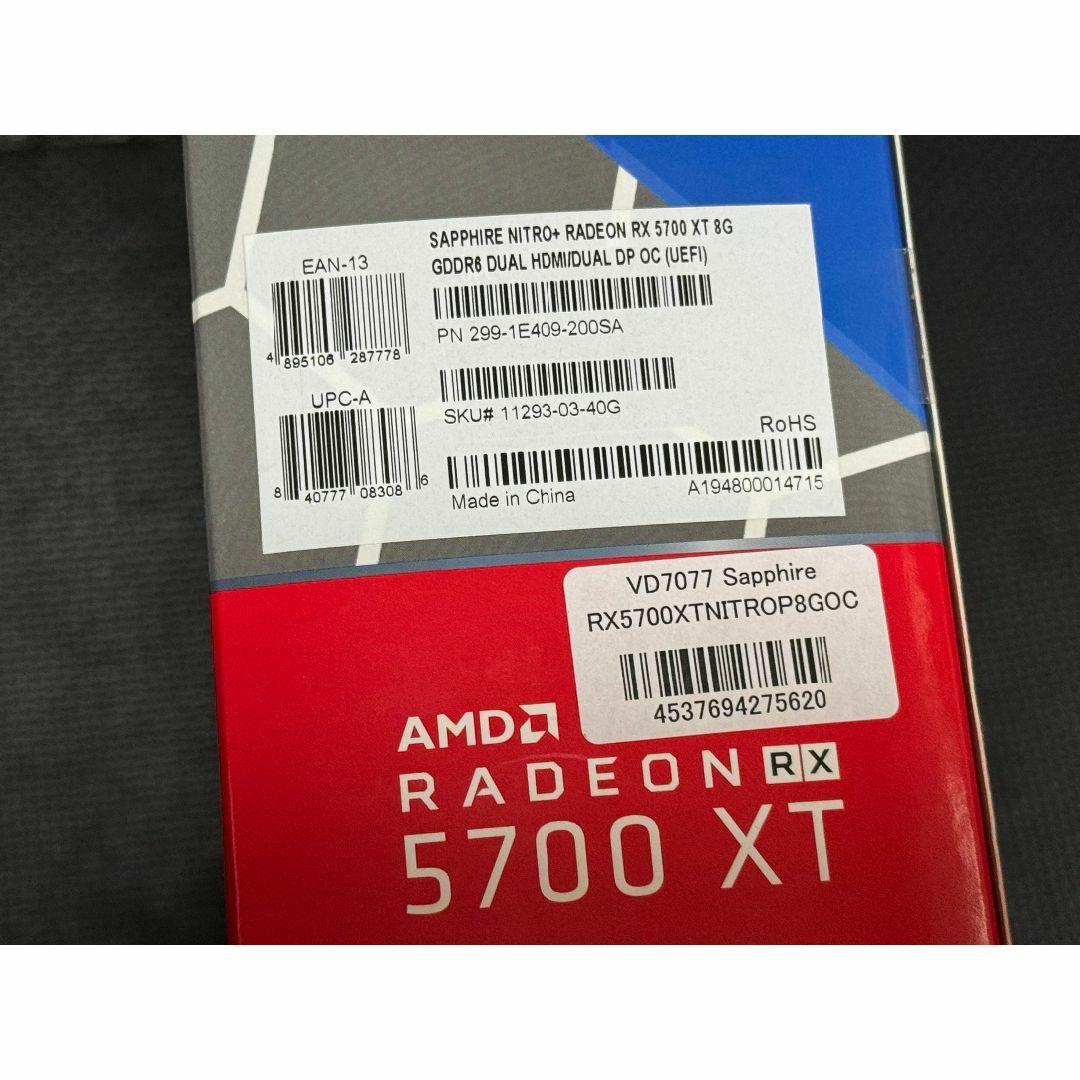 SAPPHIRE NITRO+ RADEON RX 5700 XT 8G
GDDR6 DUAL HDMI/DUAL DP OC (UEFI)
EAN-13
4 895106 287778
PN 299-1E409-200SA
UPC-A
8 40777 08308 6
SKU# 11293-03-40G
RoHS
Made in China
A194800014715
VD7077 Sapphire
RX5700XTNITROP8GOC
4537694275620
AMD
RADEON RX
5700 XT